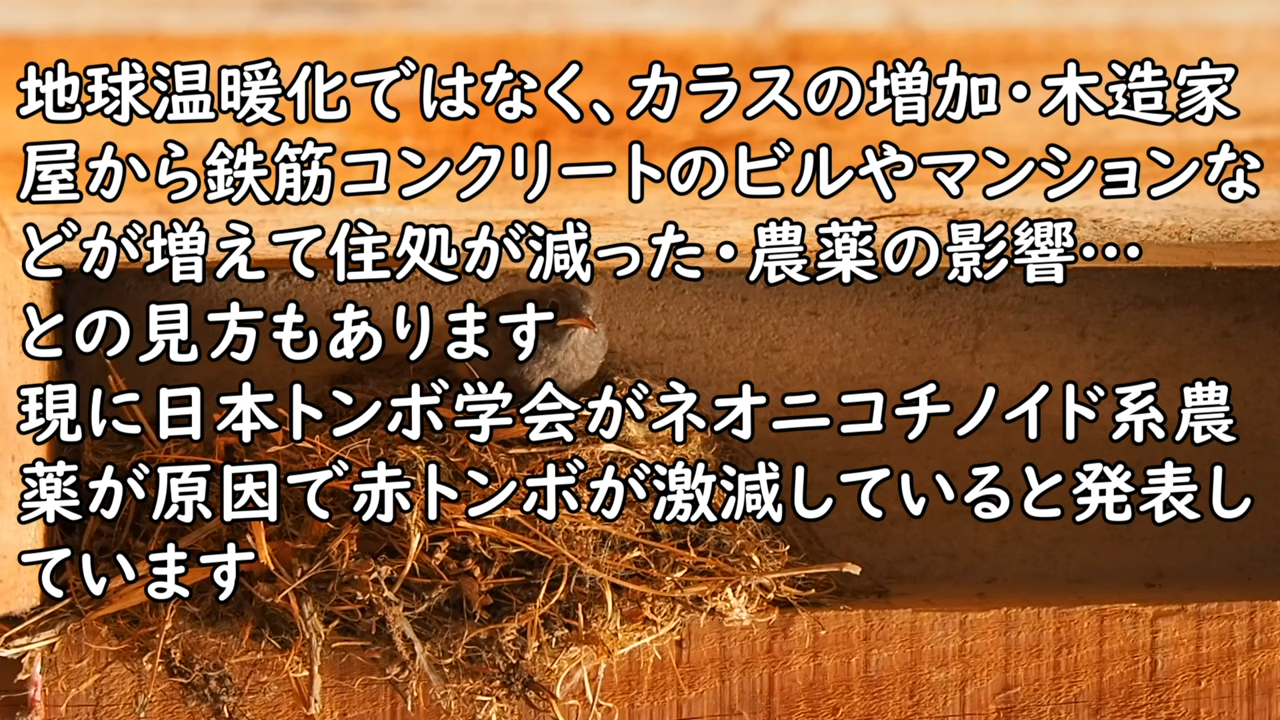 地球温暖化ではなく、カラスの増加・木造家
屋から鉄筋コンクリートのビルやマンションな
どが増えて住処が減った・農薬の影響…
との見方もあります
現に日本トンボ学会がネオニコチノイド系農
薬が原因で赤トンボが激減していると発表し
ています